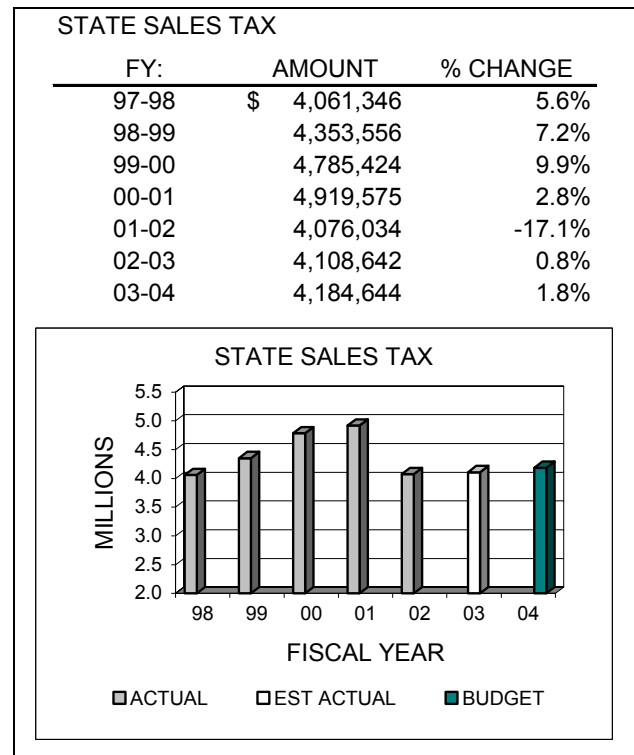 STATE SALES TAX
FY: AMOUNT % CHANGE
97-98 $ 4,061,346 5.6%
98-99 4,353,556 7.2%
99-00 4,785,424 9.9%
00-01 4,919,575 2.8%
01-02 4,076,034 -17.1%
02-03 4,108,642 0.8%
03-04 4,184,644 1.8%
STATE SALES TAX
5.5
5.0
4.5
4.0
3.5
3.0
2.5
2.0
MILLIONS
98 99 00 01 02 03 04
FISCAL YEAR
ACTUAL EST ACTUAL BUDGET